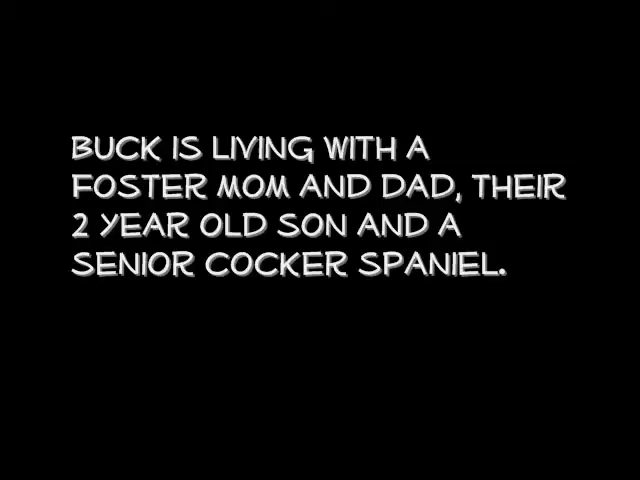 BUCK IS LIVING WITH A
FOSTER MOM AND DAD, THEIR
2 YEAR OLD SON AND A
SENIOR COCKER SPANIEL.